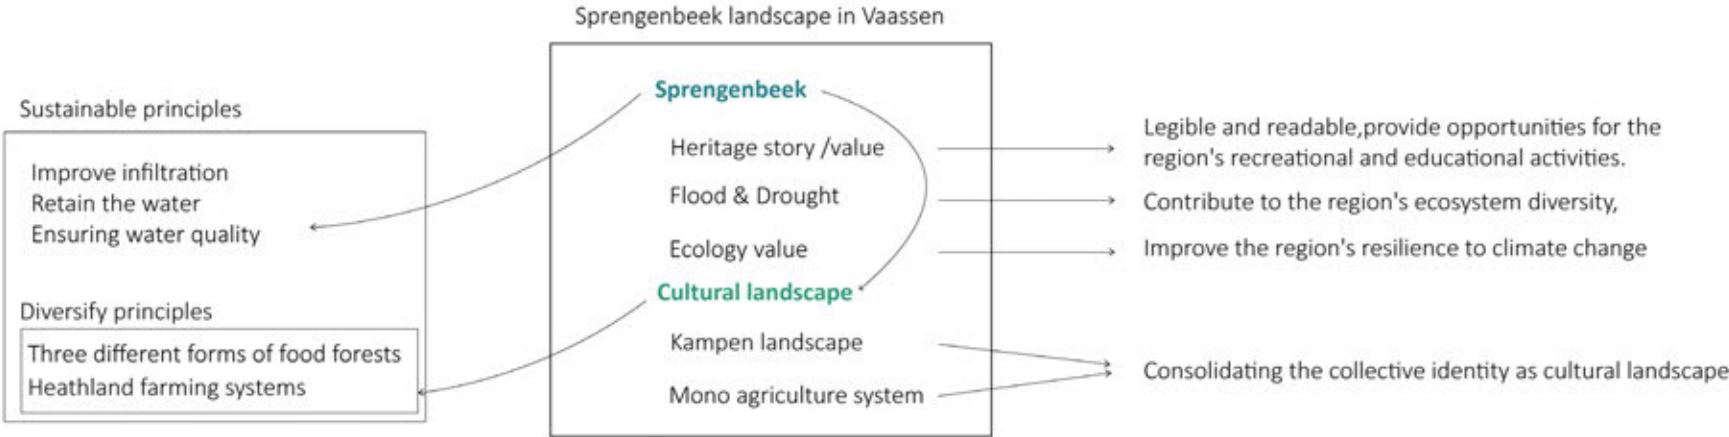 Sprengenbeek landscape in Vaassen
Sustainable principles
Improve infiltration
Retain the water
Ensuring water quality
Diversify principles
Three different forms of food forests
Heathland farming systems
Sprengenbeek
Heritage story /value
Flood & Drought
Ecology value
Cultural landscape
Kampen landscape
Mono agriculture system
Legible and readable,provide opportunities for the
region's recreational and educational activities.
Contribute to the region's ecosystem diversity,
Improve the region's resilience to climate change
Consolidating the collective identity as cultural landscape